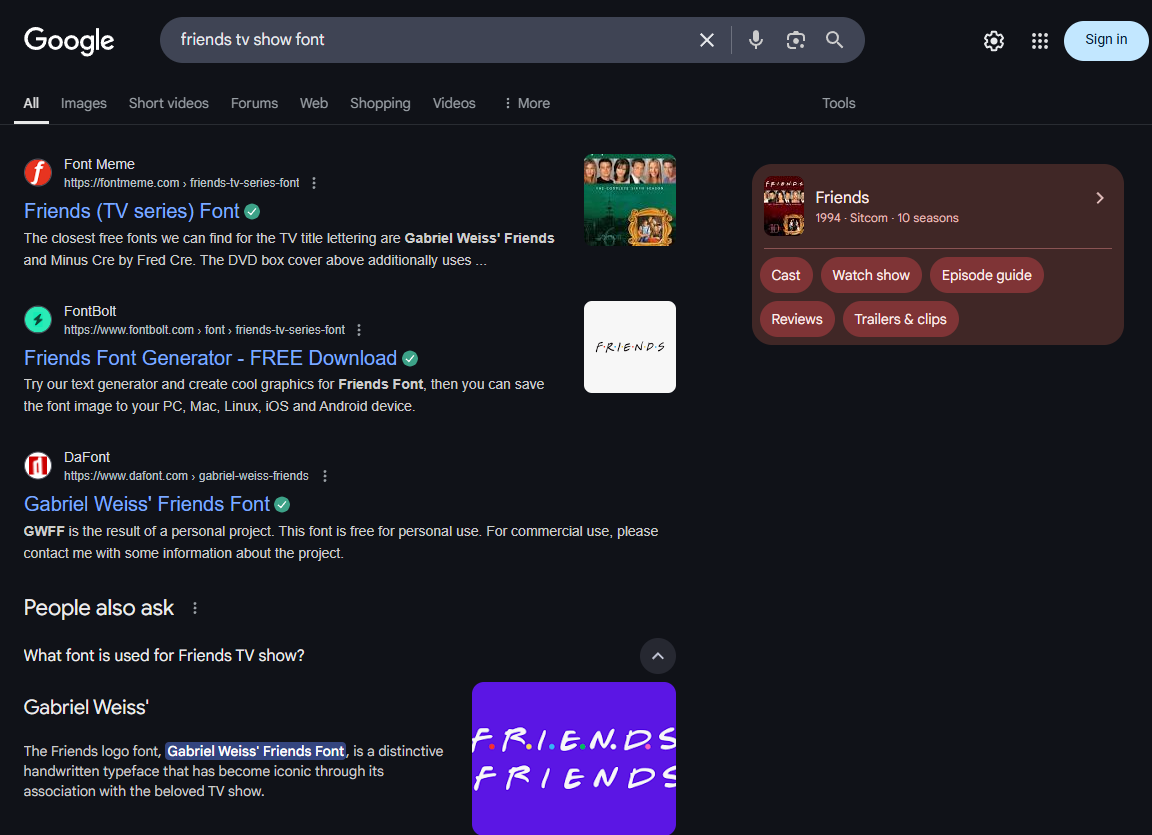 Google
friends tv show font
Sign in
All Images Short videos Forums Web Shopping Videos More Tools
Font Meme
https://fontmeme.com › friends-tv-series-font
Friends (TV series) Font
The closest free fonts we can find for the TV title lettering are Gabriel Weiss' Friends
and Minus Cre by Fred Cre. The DVD box cover above additionally uses ...
THE COMPLETE SIXTH SEASON
FontBolt
https://www.fontbolt.com › font › friends-tv-series-font
Friends Font Generator - FREE Download
Try our text generator and create cool graphics for Friends Font, then you can save
the font image to your PC, Mac, Linux, iOS and Android device.
F·R·I·E·N·D·S
DaFont
https://www.dafont.com › gabriel-weiss-friends
Gabriel Weiss' Friends Font
GWFF is the result of a personal project. This font is free for personal use. For commercial use, please
contact me with some information about the project.
People also ask
What font is used for Friends TV show?
Gabriel Weiss'
The Friends logo font, Gabriel Weiss' Friends Font, is a distinctive
handwritten typeface that has become iconic through its
association with the beloved TV show.
F.R.I.E.N.D.S
FRIENDS
FRIENDS
Friends
1994 · Sitcom · 10 seasons
Cast Watch show Episode guide
Reviews Trailers & clips